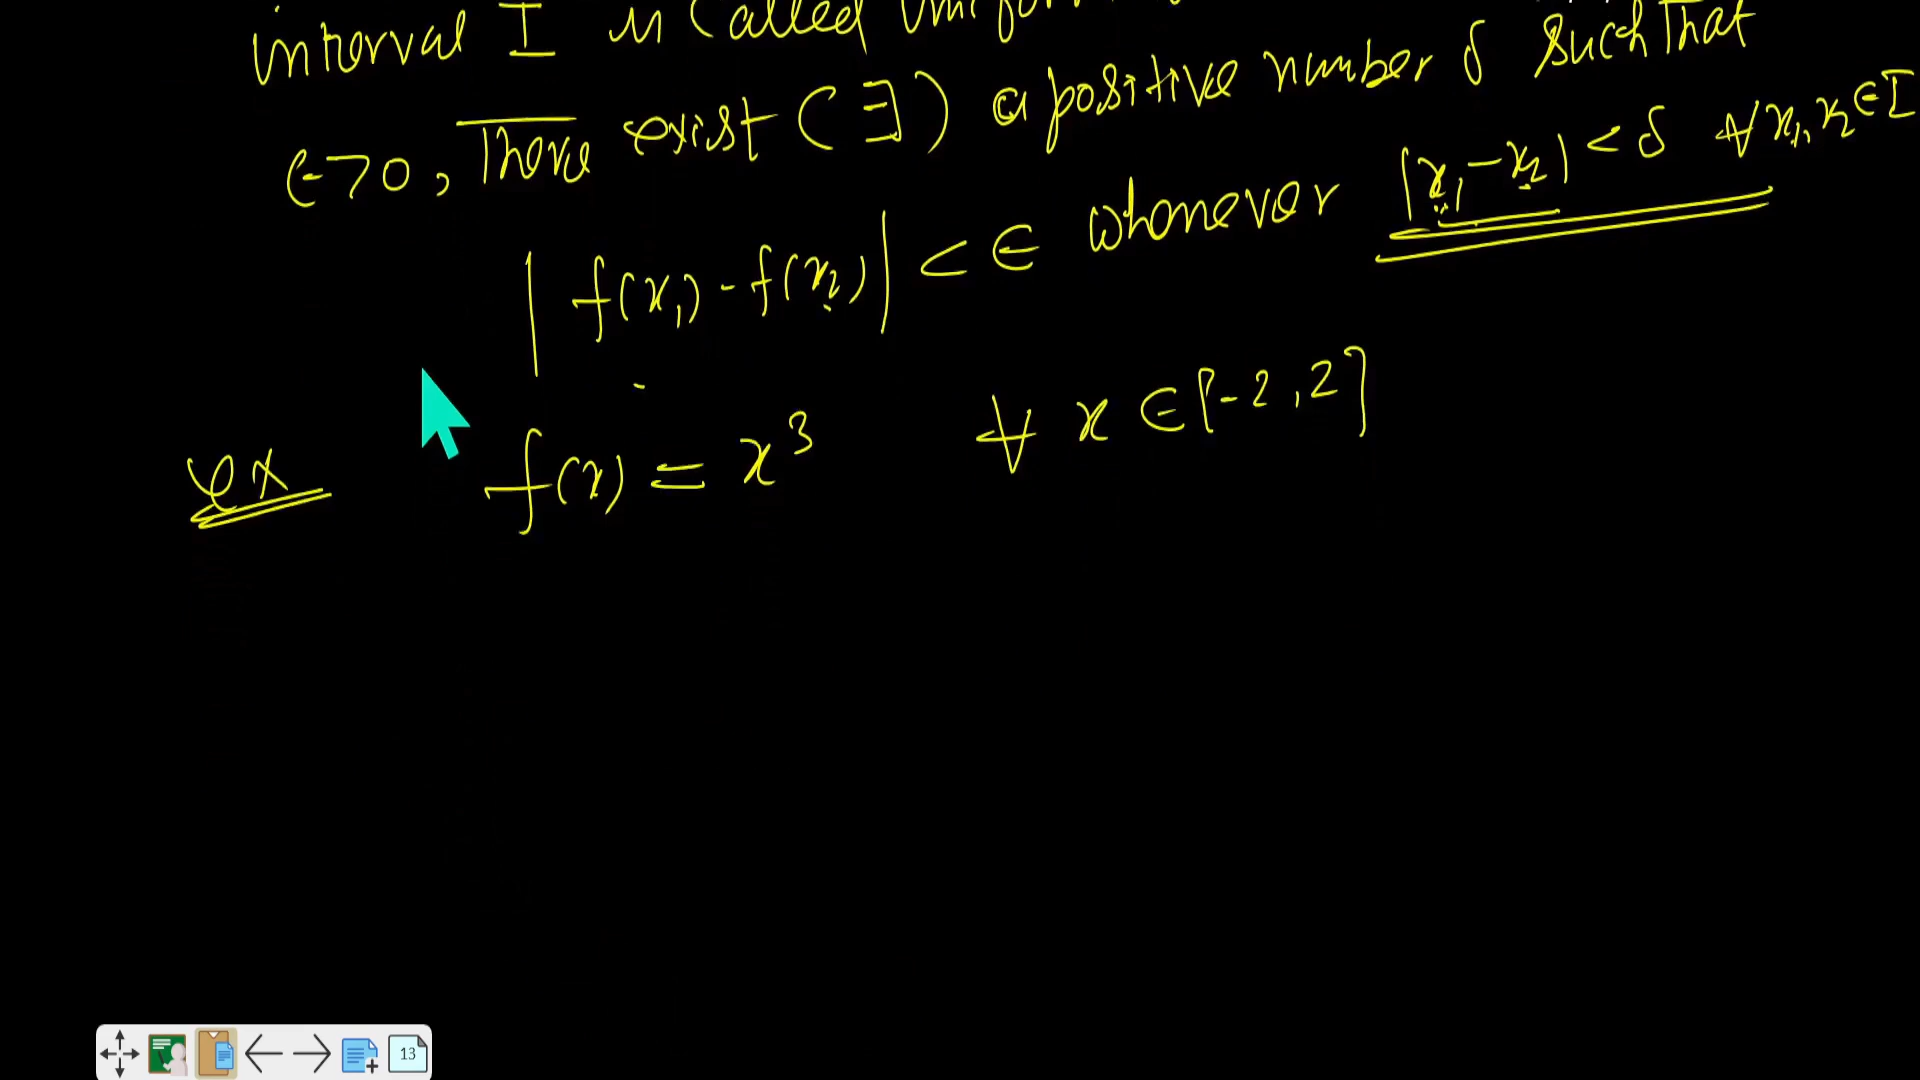 interval I is called
ϵ>0, There exist (∃) a positive number δ such that
|f(x₁) - f(x₂)| < ϵ whenever |x₁ - x₂| < δ ∀ x₁, x₂ ∈ I
ex f(x) = x³ ∀ x ∈ [-2, 2]
13